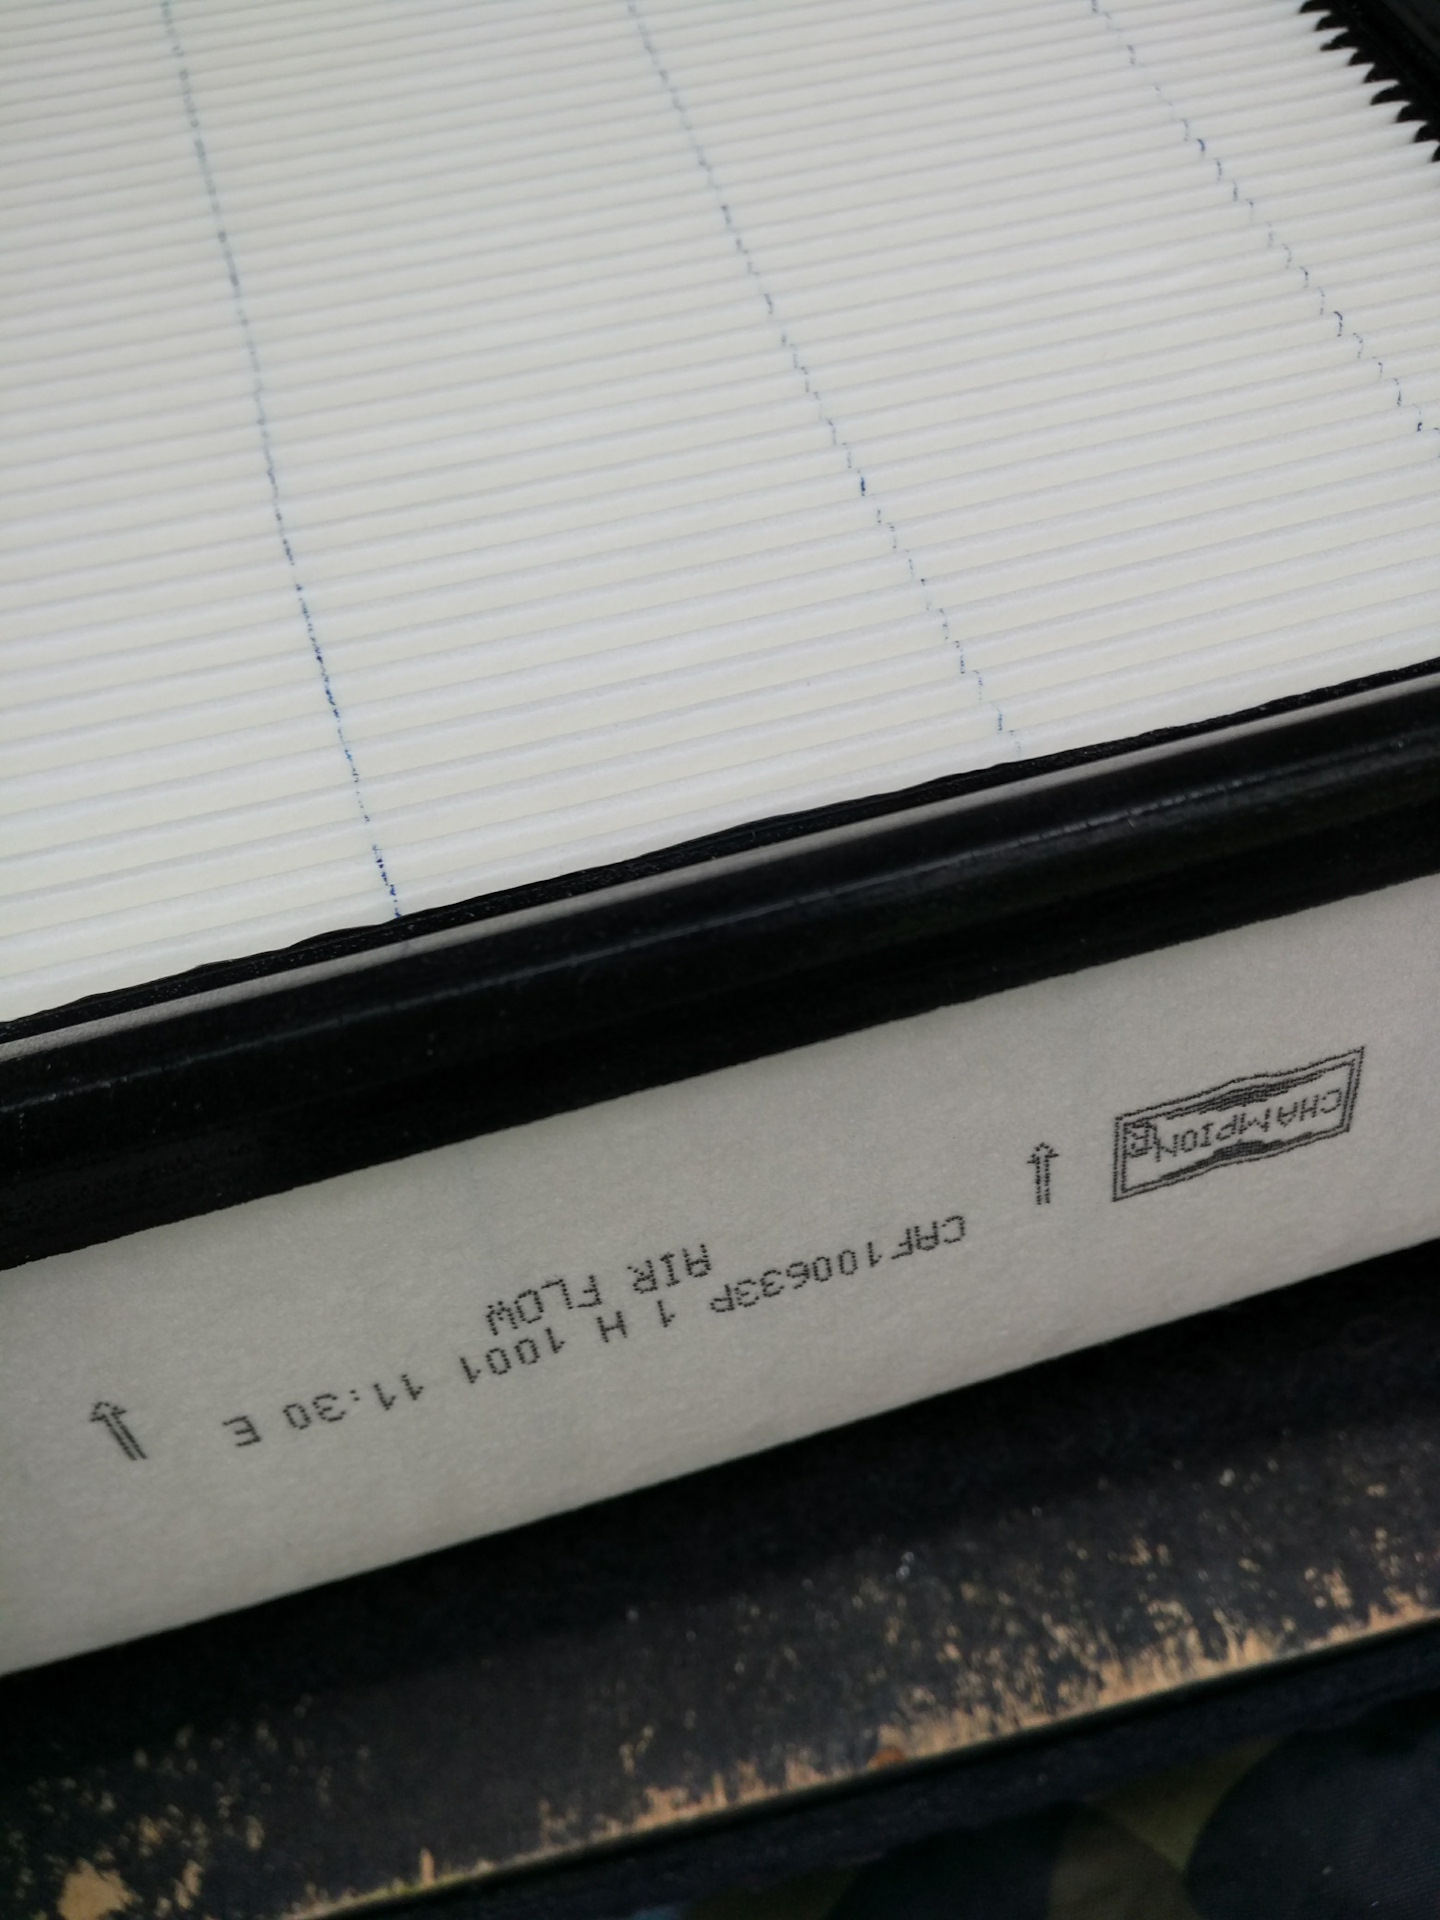 CHAMPION
CAF100633P 1 H 1001 11:30 E
AIR FLOW